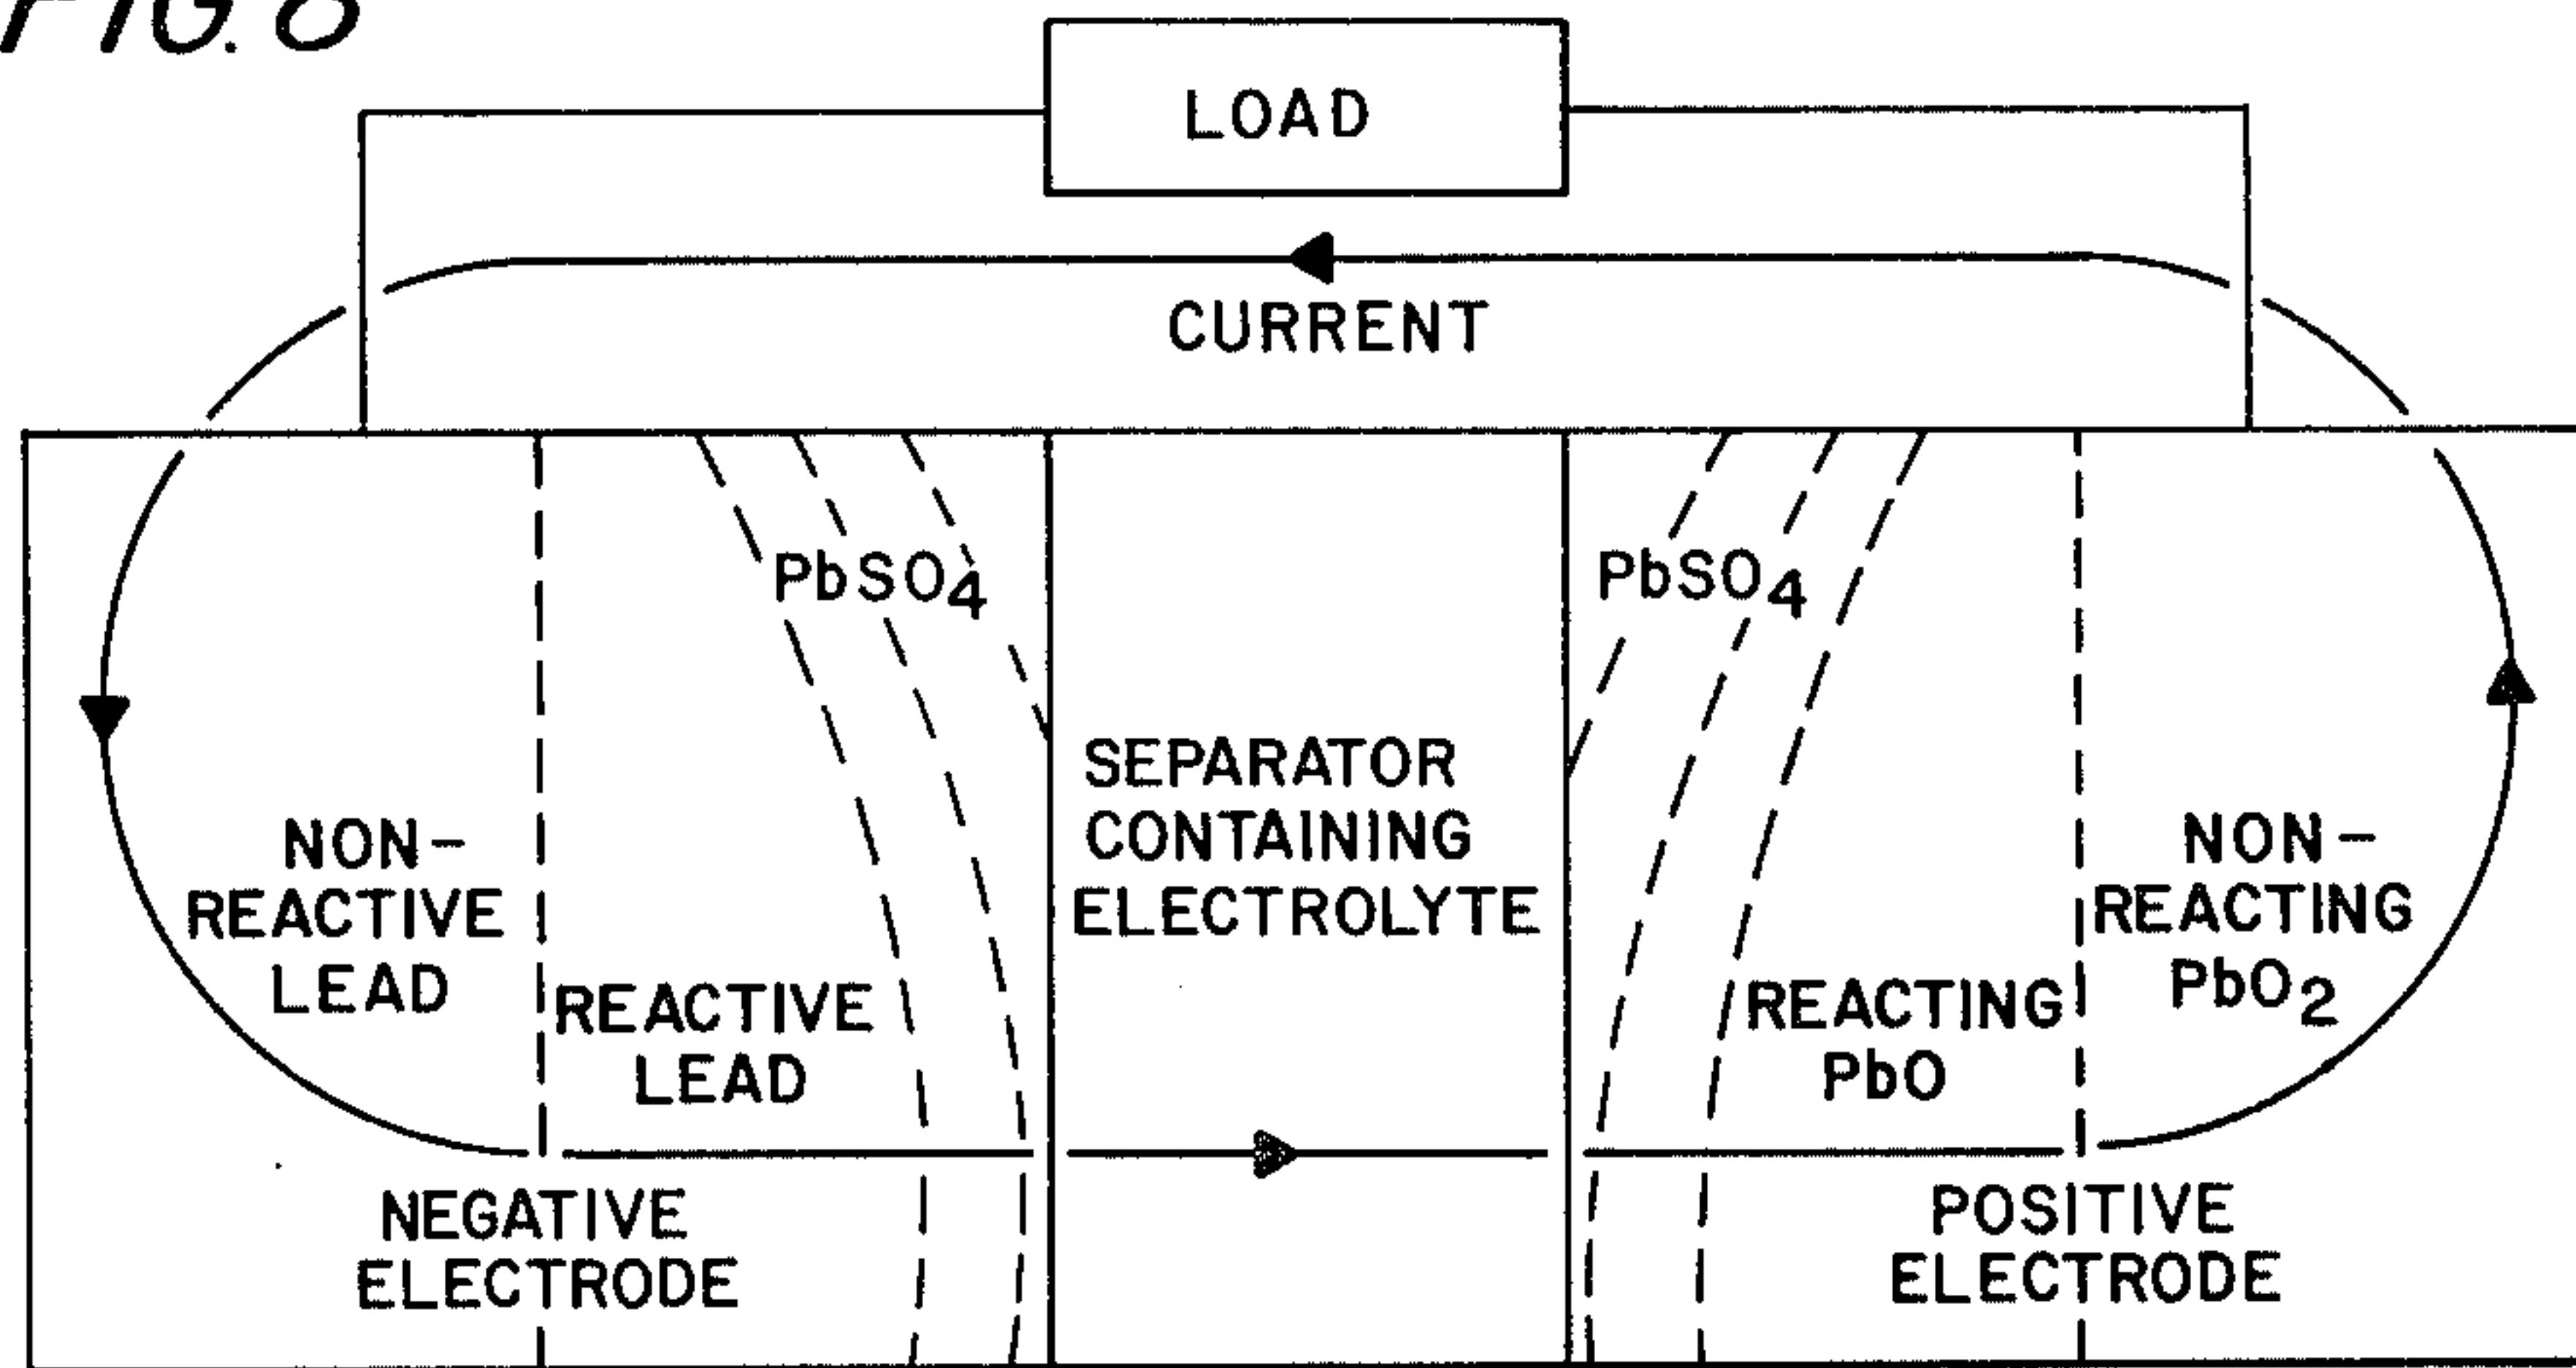 FIG.
LOAD
CURRENT
PbSO₄
PbSO₄
SEPARATOR
CONTAINING
ELECTROLYTE
NON-
REACTIVE
LEAD
REACTIVE
LEAD
REACTING
PbO
NON-
REACTING
PbO₂
NEGATIVE
ELECTRODE
POSITIVE
ELECTRODE